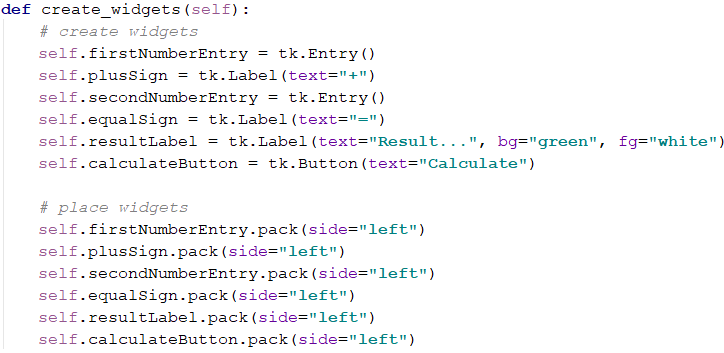 def create_widgets(self):
    # create widgets
    self.firstNumberEntry = tk.Entry()
    self.plusSign = tk.Label(text="+")
    self.secondNumberEntry = tk.Entry()
    self.equalSign = tk.Label(text="=")
    self.resultLabel = tk.Label(text="Result...", bg="green", fg="white")
    self.calculateButton = tk.Button(text="Calculate")

    # place widgets
    self.firstNumberEntry.pack(side="left")
    self.plusSign.pack(side="left")
    self.secondNumberEntry.pack(side="left")
    self.equalSign.pack(side="left")
    self.resultLabel.pack(side="left")
    self.calculateButton.pack(side="left")